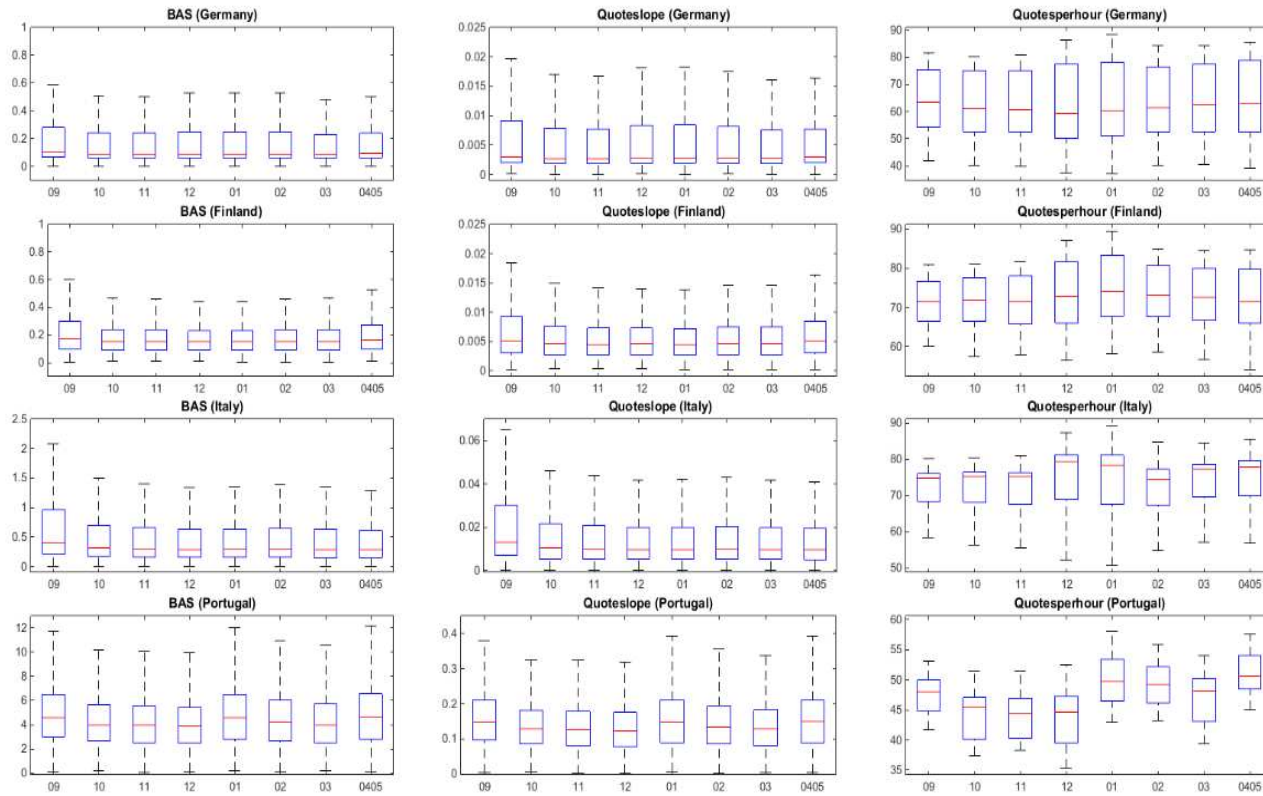 BAS (Germany)
1
0.8
0.6
0.4
0.2
0
09 10 11 12 01 02 03 0405
Quoteslope (Germany)
0.025
0.02
0.015
0.01
0.005
0
09 10 11 12 01 02 03 0405
Quotesperhour (Germany)
90
80
70
60
50
40
09 10 11 12 01 02 03 0405
BAS (Finland)
1
0.8
0.6
0.4
0.2
0
09 10 11 12 01 02 03 0405
Quoteslope (Finland)
0.025
0.02
0.015
0.01
0.005
0
09 10 11 12 01 02 03 0405
Quotesperhour (Finland)
90
80
70
60
09 10 11 12 01 02 03 0405
BAS (Italy)
2.5
2
1.5
1
0.5
0
09 10 11 12 01 02 03 0405
Quoteslope (Italy)
0.06
0.04
0.02
0
09 10 11 12 01 02 03 0405
Quotesperhour (Italy)
90
80
70
60
50
09 10 11 12 01 02 03 0405
BAS (Portugal)
12
10
8
6
4
2
0
09 10 11 12 01 02 03 0405
Quoteslope (Portugal)
0.4
0.3
0.2
0.1
0
09 10 11 12 01 02 03 0405
Quotesperhour (Portugal)
60
55
50
45
40
35
09 10 11 12 01 02 03 0405